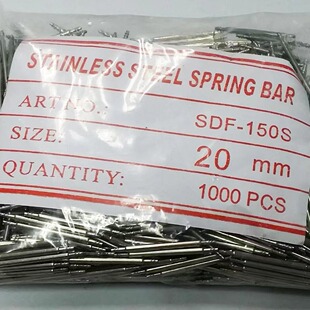 STAINLESS STEEL SPRING BAR
ART.NO.: SDF-150S
SIZE: 20 mm
QUANTITY: 1000 PCS